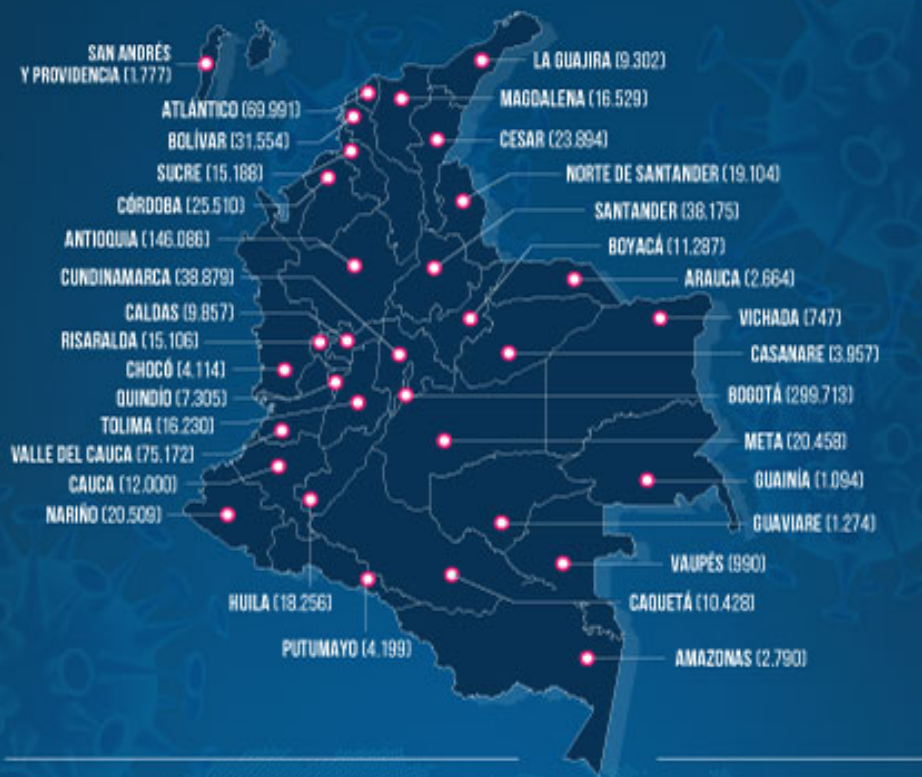 SAN ANDRÉS
Y PROVIDENCIA (1.777)
ATLÁNTICO (69.991)
BOLÍVAR (31.554)
SUCRE (15.188)
CÓRDOBA (25.510)
ANTIOQUIA (146.086)
CUNDINAMARCA (38.879)
CALDAS (9.857)
RISARALDA (15.106)
CHOCÓ (4.114)
QUINDÍO (7.305)
TOLIMA (16.230)
VALLE DEL CAUCA (75.172)
CAUCA (12.000)
NARIÑO (20.509)
HUILA (18.256)
PUTUMAYO (4.199)
LA GUAJIRA (9.302)
MAGDALENA (16.529)
CESAR (23.894)
NORTE DE SANTANDER (19.104)
SANTANDER (38.175)
BOYACÁ (11.287)
ARAUCA (2.664)
VICHADA (747)
CASANARE (3.957)
BOGOTÁ (299.713)
META (20.458)
GUAINÍA (1.094)
GUAVIARE (1.274)
VAUPÉS (990)
CAQUETÁ (10.428)
AMAZONAS (2.790)